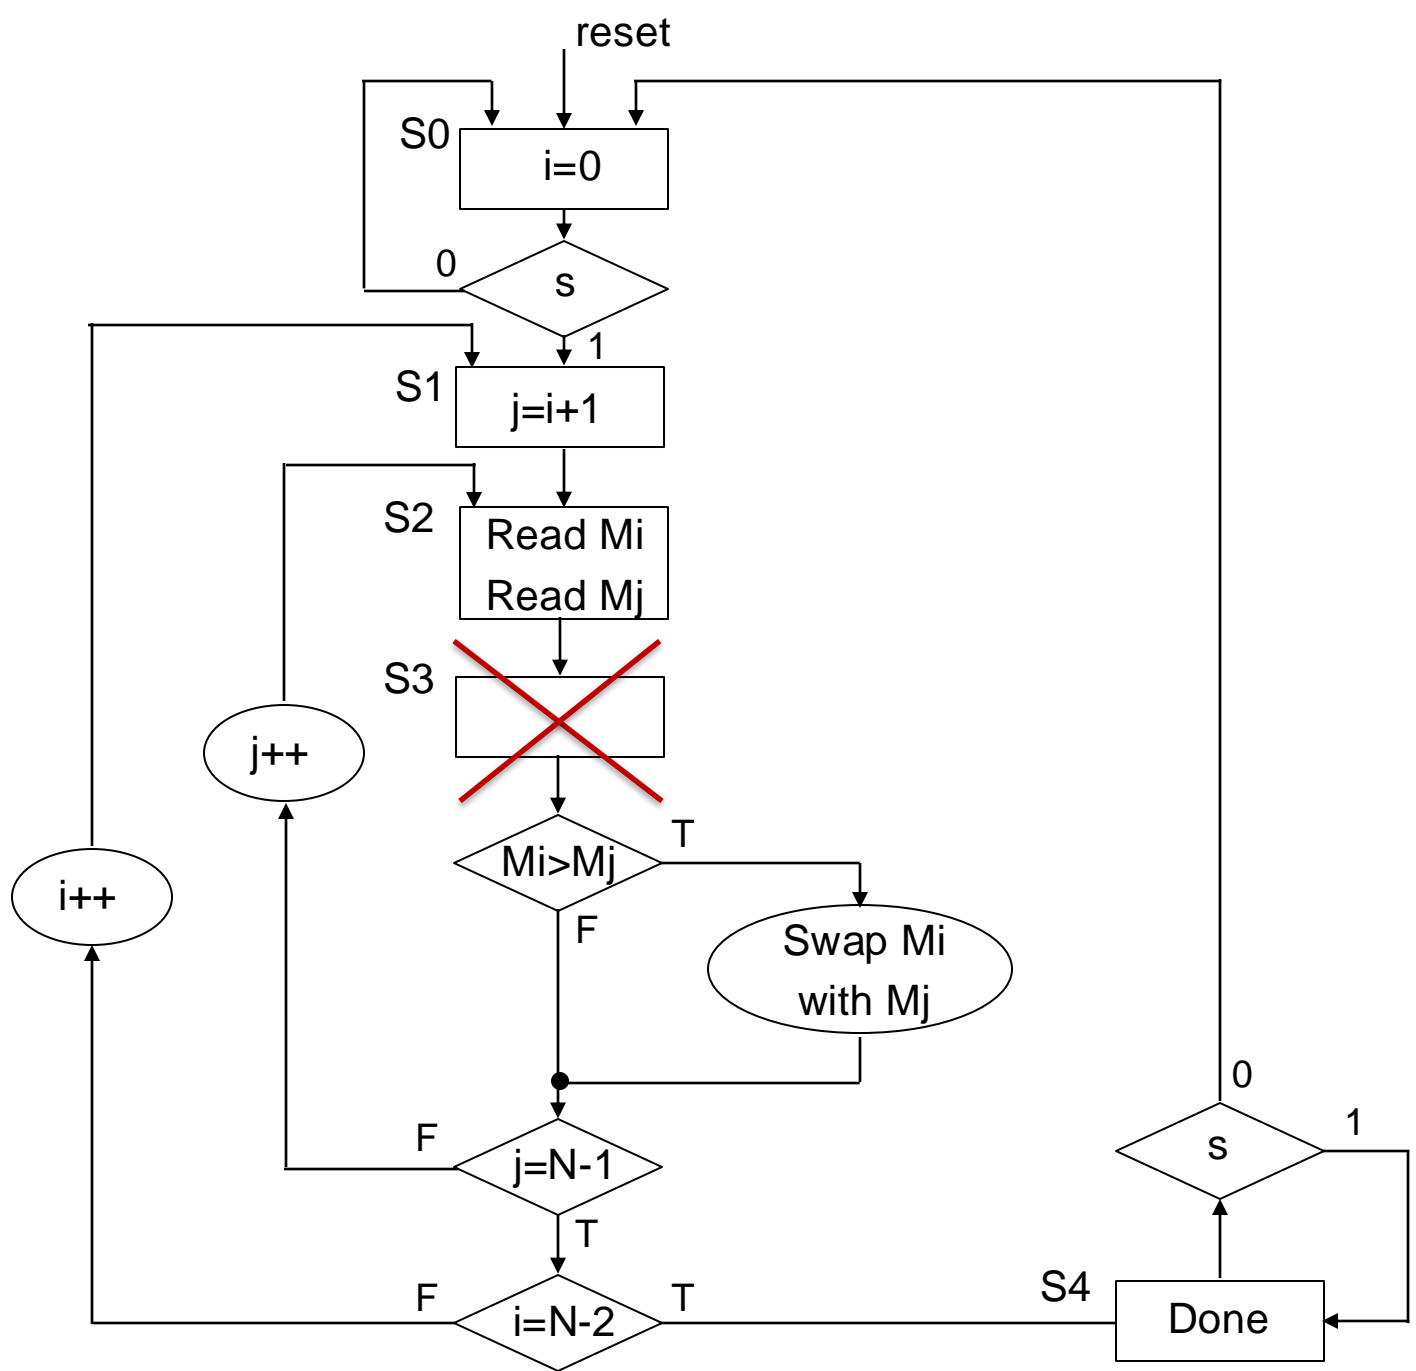 reset
S0
i=0
0
s
1
S1
j=i+1
S2
Read Mi
Read Mj
S3
j++
Mi>Mj
T
i++
F
Swap Mi
with Mj
0
F
j=N-1
s
1
T
F
i=N-2
T
S4
Done